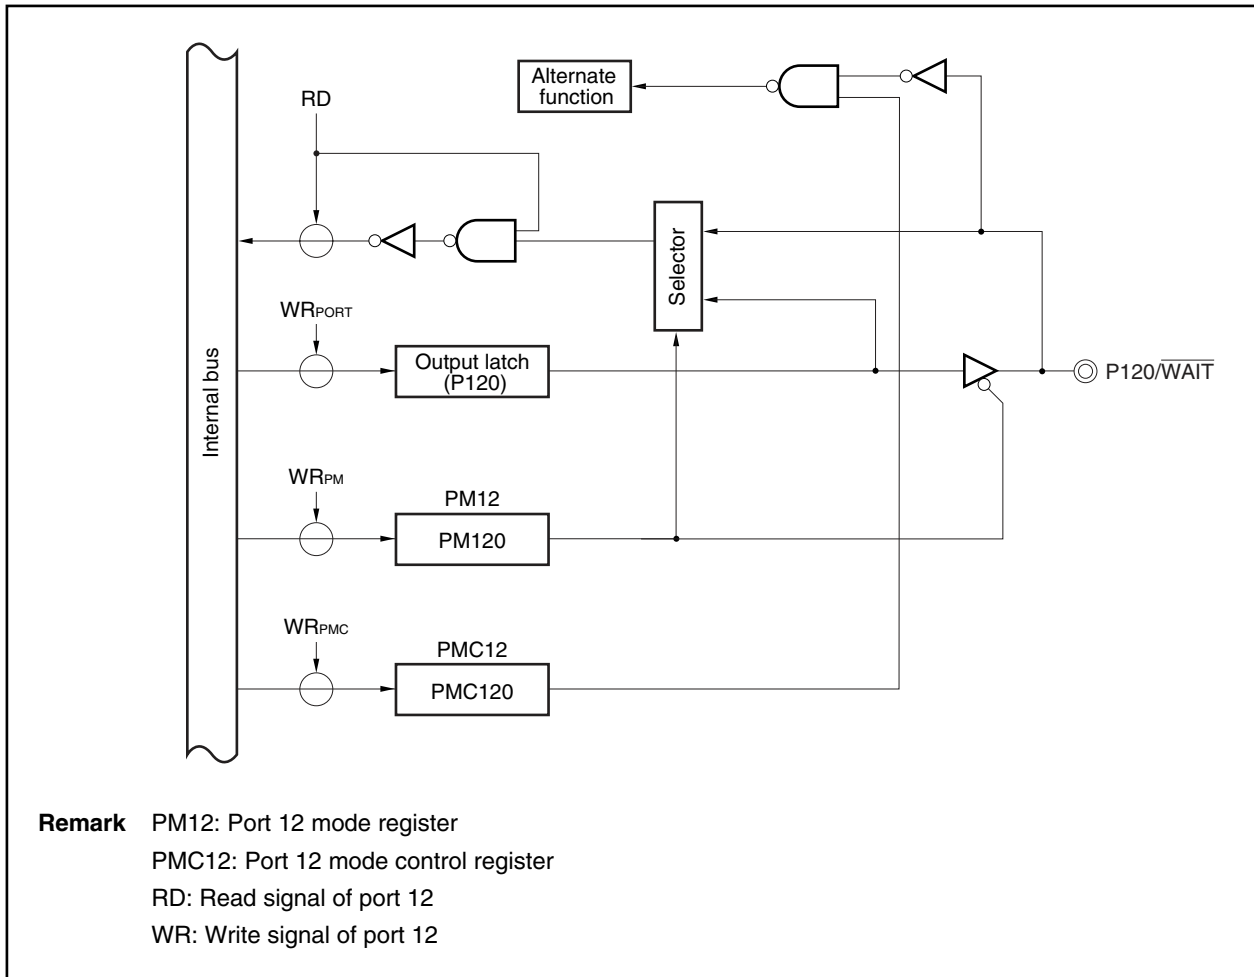 Alternate
function
RD
Selector
WRPORT
Output latch
(P120)
P120/WAIT
Internal bus
WRPM
PM12
PM120
WRPMC
PMC12
PMC120
Remark PM12: Port 12 mode register
PMC12: Port 12 mode control register
RD: Read signal of port 12
WR: Write signal of port 12